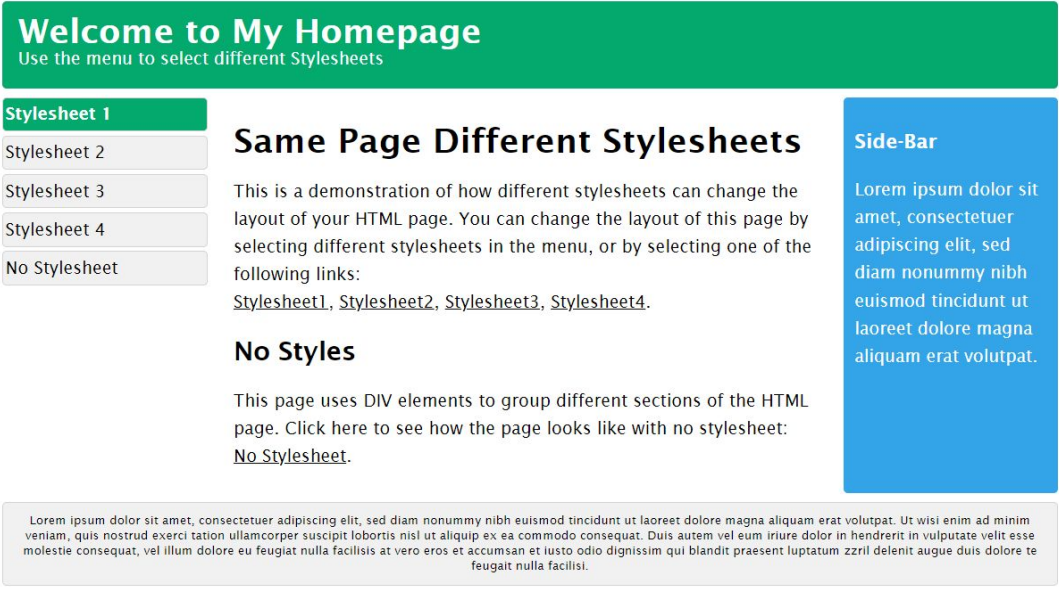 Welcome to My Homepage
Use the menu to select different Stylesheets
Stylesheet 1
Stylesheet 2
Stylesheet 3
Stylesheet 4
No Stylesheet
Same Page Different Stylesheets
This is a demonstration of how different stylesheets can change the
layout of your HTML page. You can change the layout of this page by
selecting different stylesheets in the menu, or by selecting one of the
following links:
Stylesheet1, Stylesheet2, Stylesheet3, Stylesheet4.
No Styles
This page uses DIV elements to group different sections of the HTML
page. Click here to see how the page looks like with no stylesheet:
No Stylesheet.
Side-Bar
Lorem ipsum dolor sit
amet, consectetuer
adipiscing elit, sed
diam nonummy nibh
euismod tincidunt ut
laoreet dolore magna
aliquam erat volutpat.
Lorem ipsum dolor sit amet, consectetuer adipiscing elit, sed diam nonummy nibh euismod tincidunt ut laoreet dolore magna aliquam erat volutpat. Ut wisi enim ad minim
veniam, quis nostrud exerci tation ullamcorper suscipit lobortis nisl ut aliquip ex ea commodo consequat. Duis autem vel eum iriure dolor in hendrerit in vulputate velit esse
molestie consequat, vel illum dolore eu feugiat nulla facilisis at vero eros et accumsan et iusto odio dignissim qui blandit praesent luptatum zzril delenit augue duis dolore te
feugait nulla facilisi.